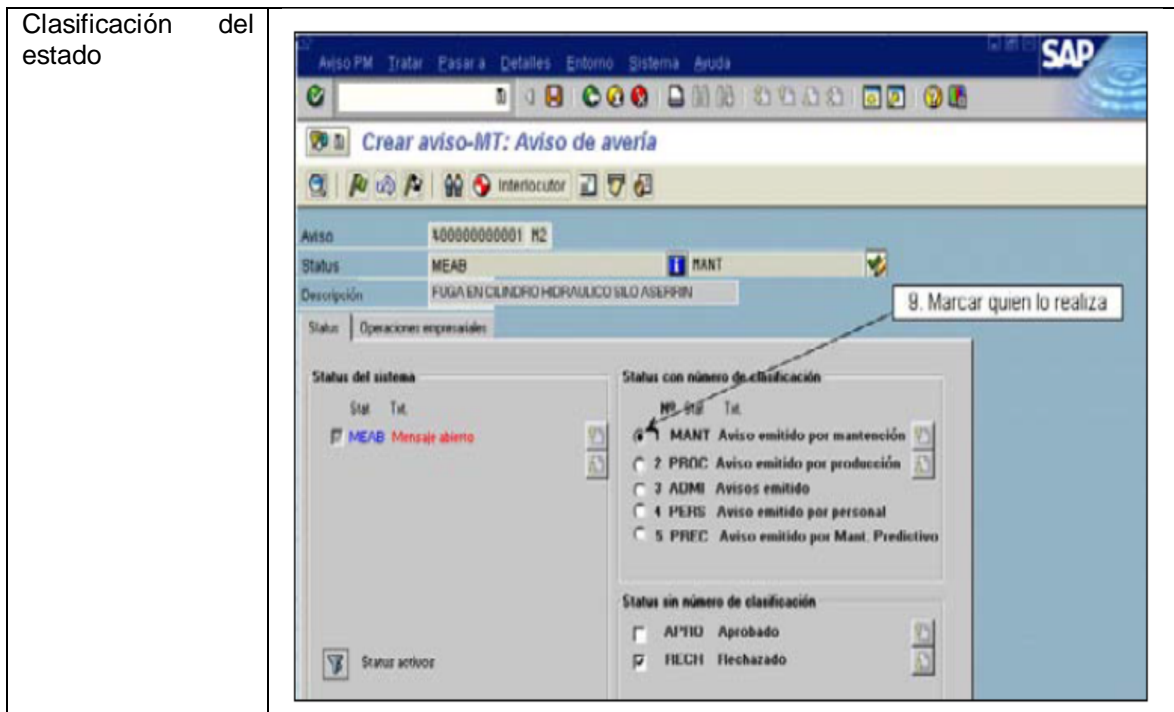 Clasificación del
estado
Aviso PM Tratar Pasar a Detalles Entorno Sistema Ayuda
SAP
Crear aviso-MT: Aviso de avería
Interlocutor
Aviso %00000000001 M2
Status MEAB MANT
Descripción FUGA EN CILINDRO HIDRAULICO SILO ASERRIN
9. Marcar quien lo realiza
Status Operaciones empresariales
Status del sistema
Stat. Txt.
MEAB Mensaje abierto
Status activos
Status con número de clasificación
Nº Stat Txt.
1 MANT Aviso emitido por mantención
2 PROC Aviso emitido por producción
3 ADMI Avisos emitido
4 PERS Aviso emitido por personal
5 PREC Aviso emitido por Mant. Predictivo
Status sin número de clasificación
APRO Aprobado
RECH Rechazado